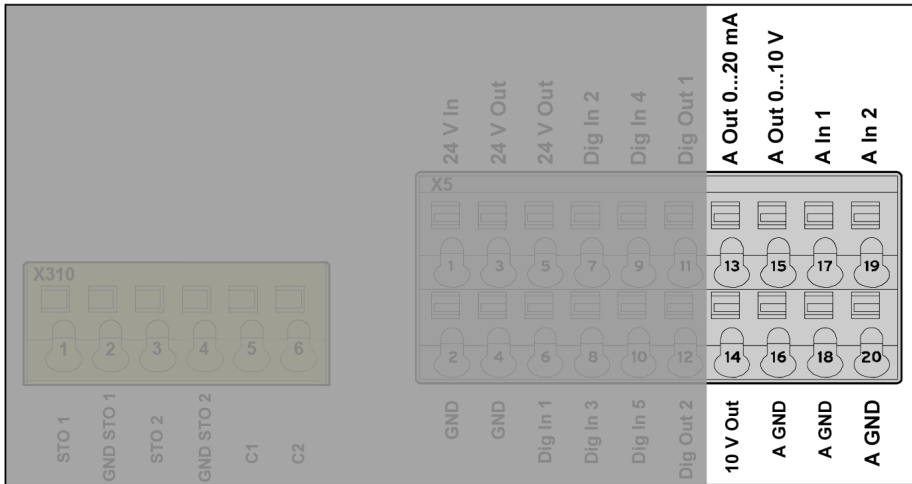 24 V In
24 V Out
24 V Out
Dig In 2
Dig In 4
Dig Out 1
A Out 0...20 mA
A Out 0...10 V
A In 1
A In 2
X5
1 3 5 7 9 11 13 15 17 19
2 4 6 8 10 12 14 16 18 20
GND
GND
Dig In 1
Dig In 3
Dig In 5
Dig Out 2
10 V Out
A GND
A GND
A GND
X310
1 2 3 4 5 6
STO 1
GND STO 1
STO 2
GND STO 2
C1
C2